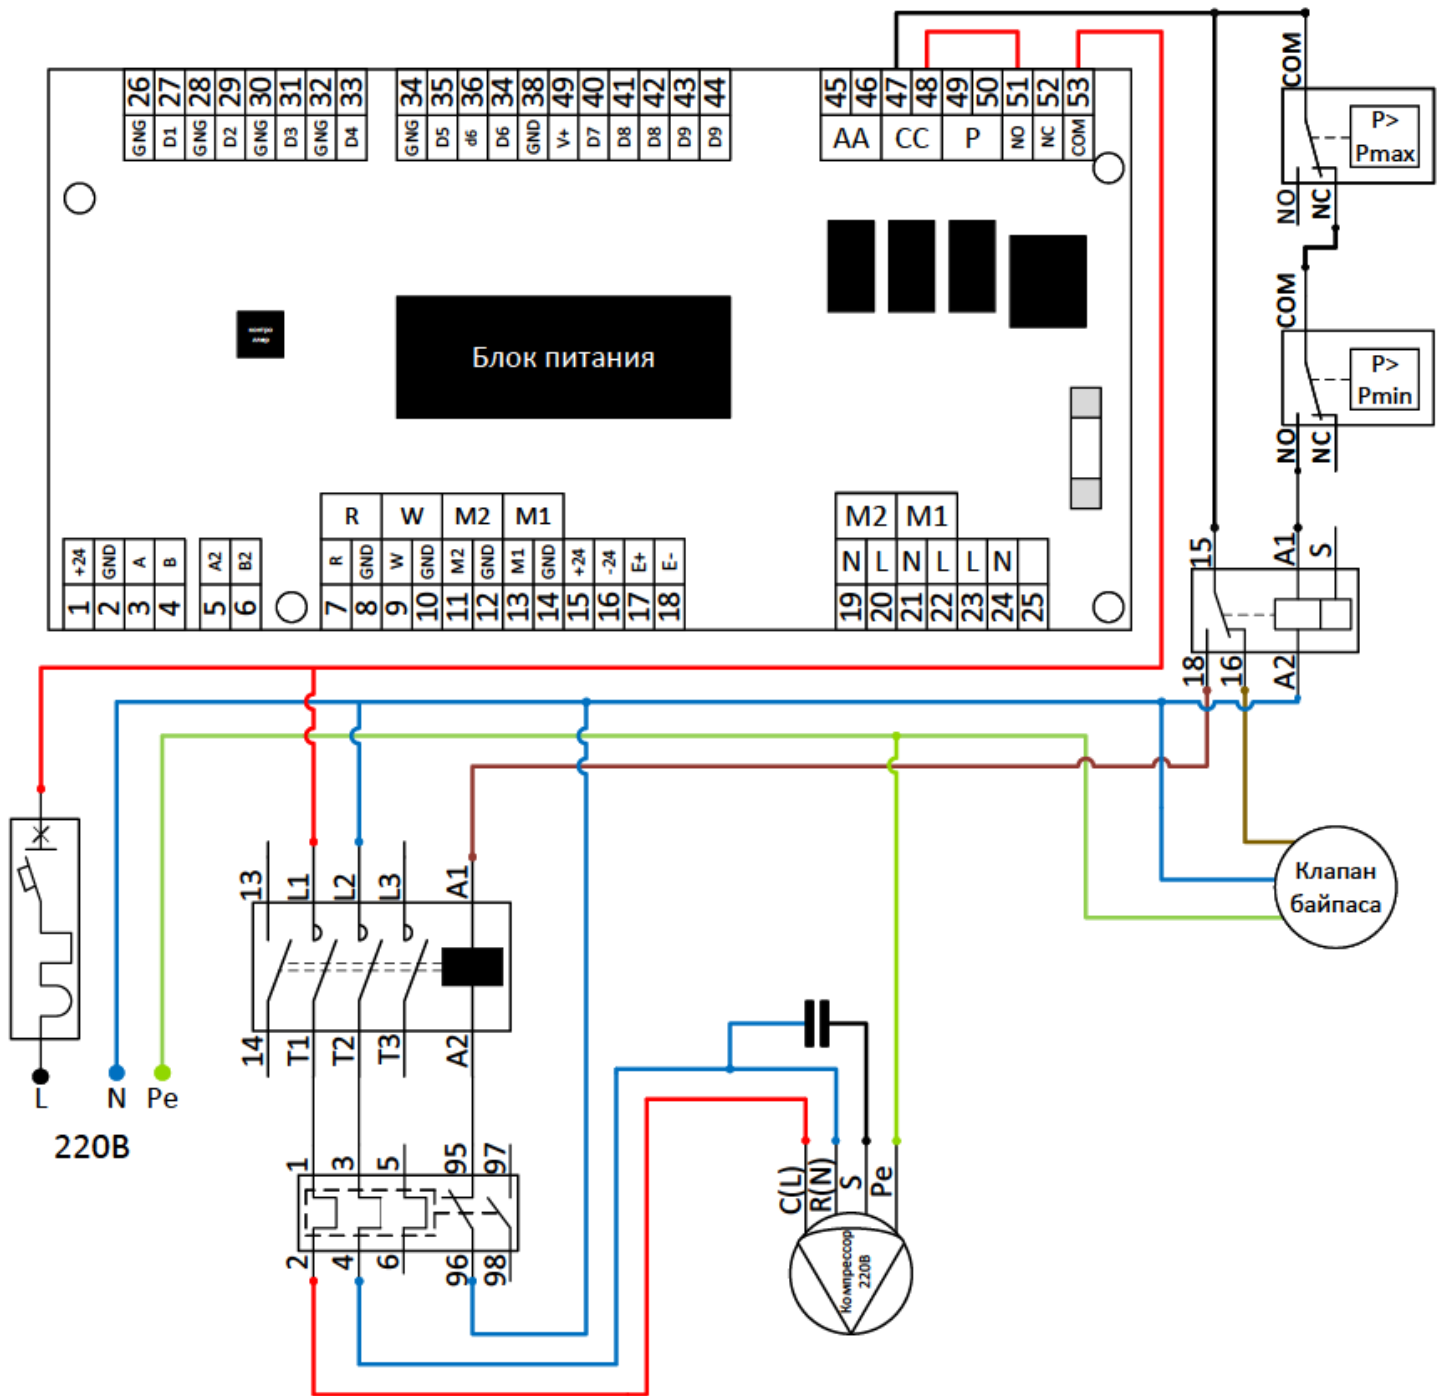 26 27 28 29 30 31 32 33
GNG D1 GNG D2 GNG D3 GNG D4
34 35 36 34 38 49 40 41 42 43 44
GNG D5 d6 D6 GND V+ D7 D8 D8 D9 D9
45 46 47 48 49 50 51 52 53
AA CC P NO NC COM
COM
P>
Pmax
NO NC
контро
ллер
Блок питания
COM
P>
Pmin
NO NC
R W M2 M1
R GND W GND M2 GND M1 GND +24 -24 E+ E-
7 8 9 10 11 12 13 14 15 16 17 18
+24 GND A B A2 B2
1 2 3 4 5 6
M2 M1
N L N L L N
19 20 21 22 23 24 25
15 A1 S
18 16 A2
13 L1 L2 L3 A1
14 T1 T2 T3 A2
Клапан
байпаса
L N Pe
220В
1 3 5 95 97
2 4 6 96 98
C(L) R(N) S Pe
Компрессор
220В